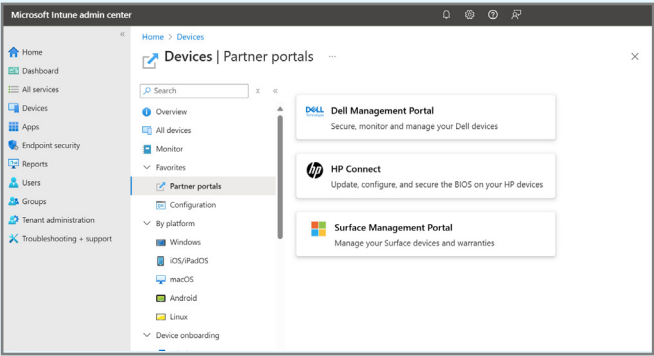 Microsoft Intune admin center
Home
Dashboard
All services
Devices
Apps
Endpoint security
Reports
Users
Groups
Tenant administration
Troubleshooting + support
Home > Devices
Devices | Partner portals ...
Search
Overview
All devices
Monitor
Favorites
Partner portals
Configuration
By platform
Windows
iOS/iPadOS
macOS
Android
Linux
Device onboarding
DELL Technologies
Dell Management Portal
Secure, monitor and manage your Dell devices
hp
HP Connect
Update, configure, and secure the BIOS on your HP devices
Surface Management Portal
Manage your Surface devices and warranties